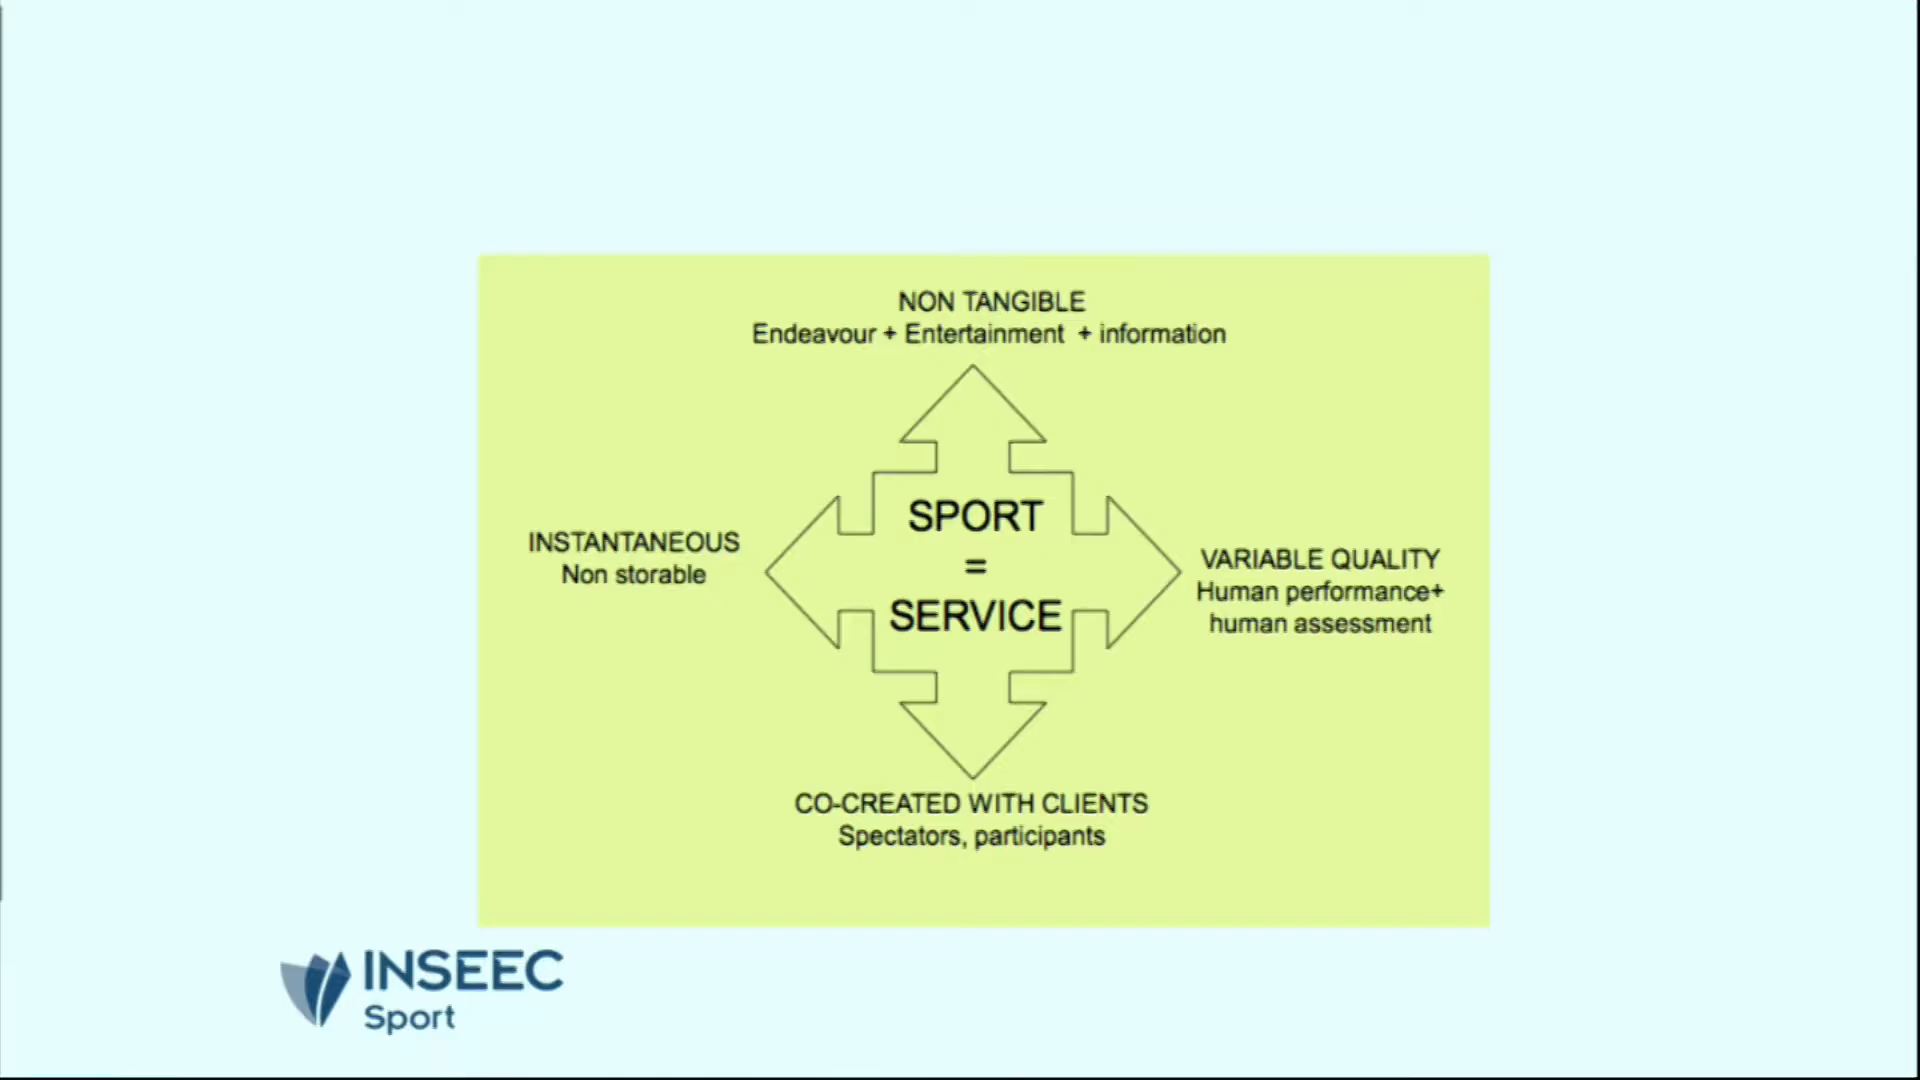 NON TANGIBLE
Endeavour + Entertainment + information
SPORT
=
SERVICE
INSTANTANEOUS
Non storable
VARIABLE QUALITY
Human performance+
human assessment
CO-CREATED WITH CLIENTS
Spectators, participants
INSEEC
Sport